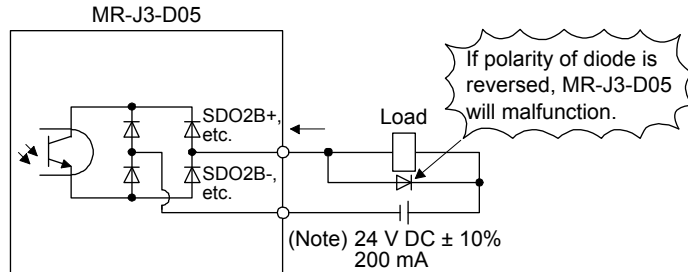 MR-J3-D05
If polarity of diode is
reversed, MR-J3-D05
will malfunction.
Load
SDO2B+,
etc.
SDO2B-,
etc.
(Note) 24 V DC ± 10%
200 mA